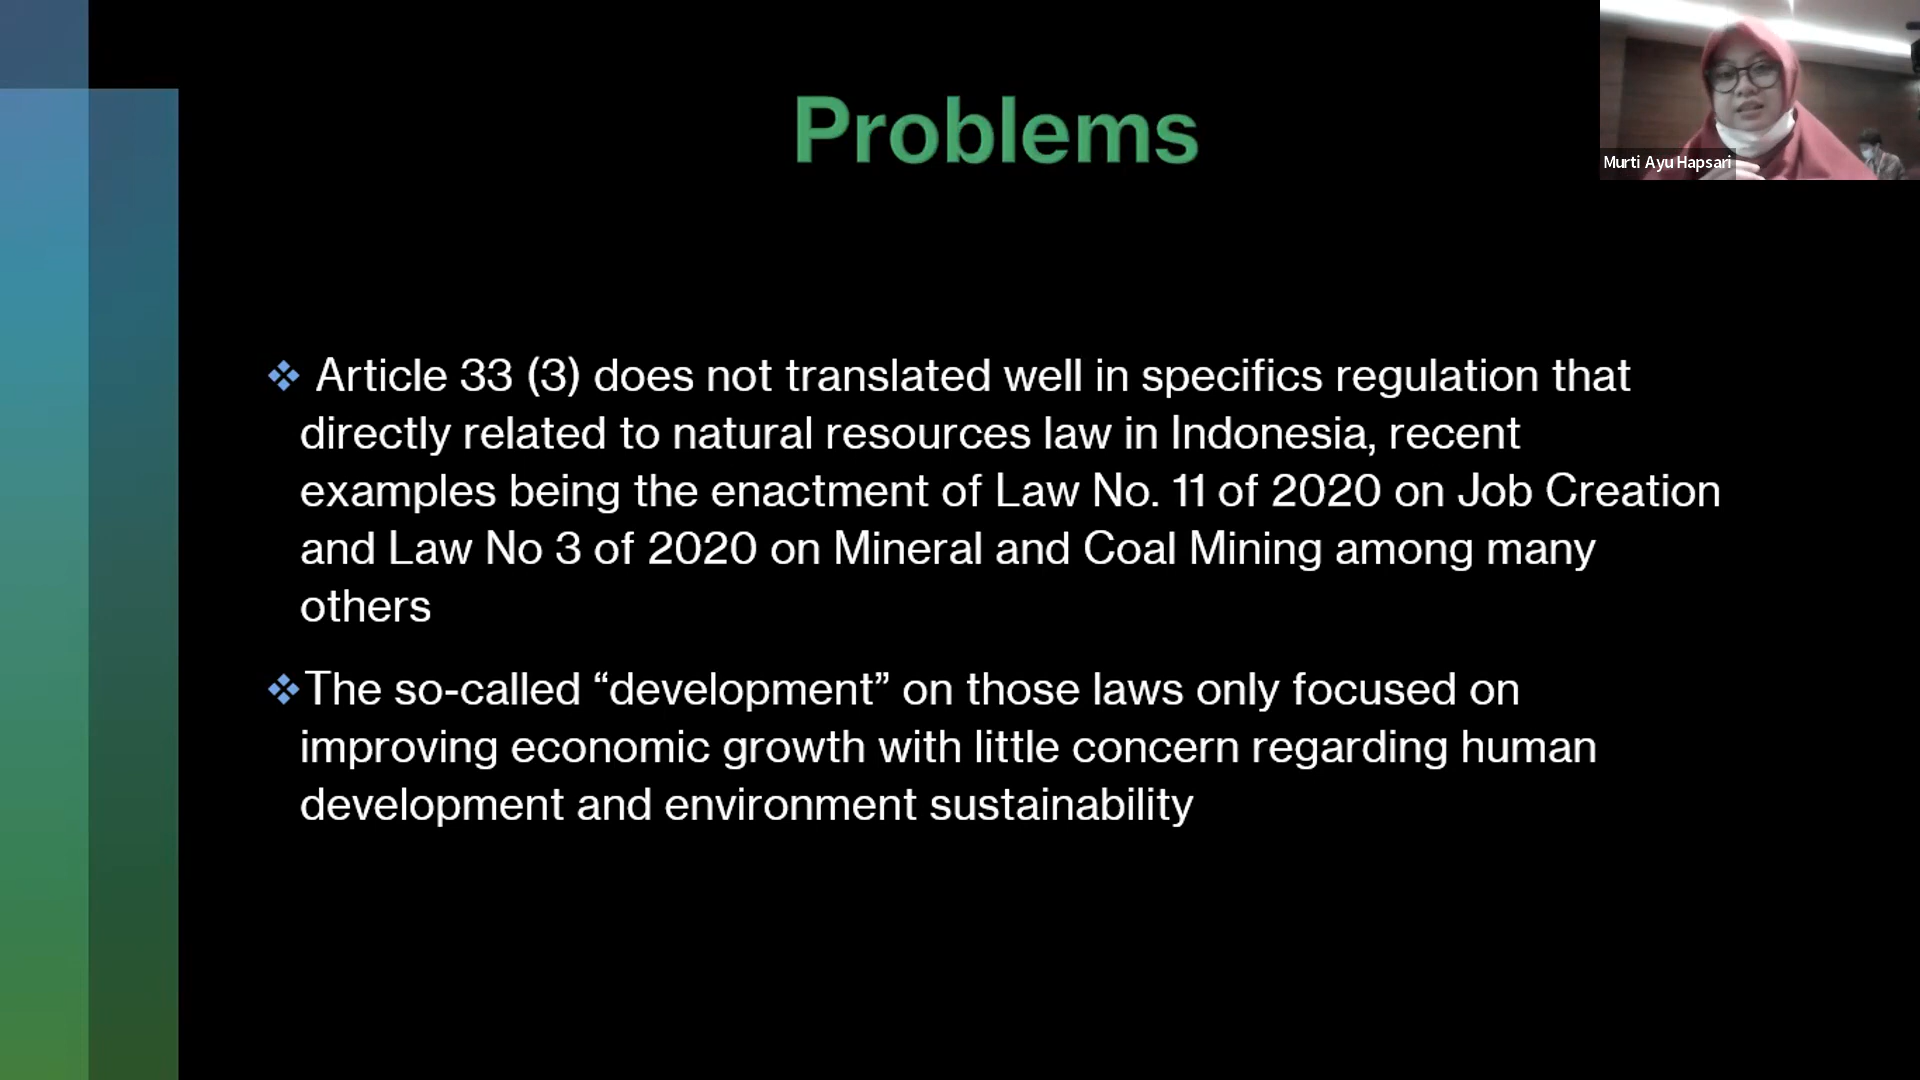 Problems
Murti Ayu Hapsari
❖ Article 33 (3) does not translated well in specifics regulation that
directly related to natural resources law in Indonesia, recent
examples being the enactment of Law No. 11 of 2020 on Job Creation
and Law No 3 of 2020 on Mineral and Coal Mining among many
others
❖The so-called “development” on those laws only focused on
improving economic growth with little concern regarding human
development and environment sustainability